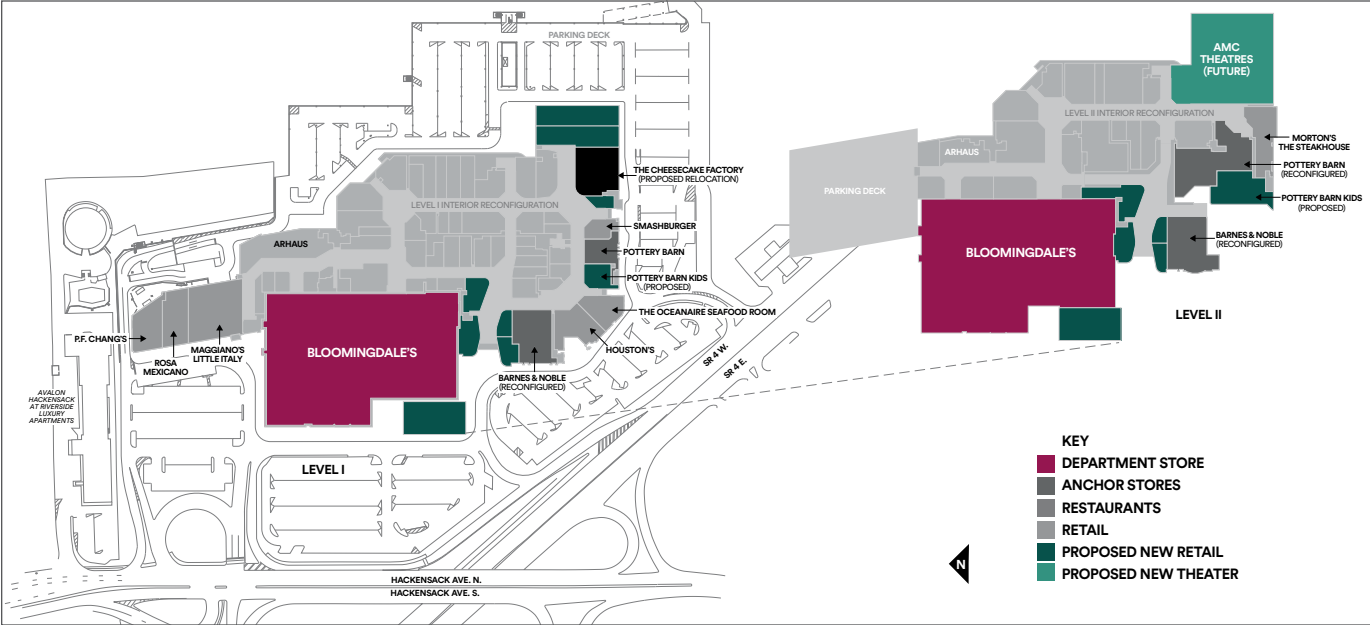 PARKING DECK
THE CHEESECAKE FACTORY
(PROPOSED RELOCATION)
LEVEL I INTERIOR RECONFIGURATION
SMASHBURGER
ARHAUS
POTTERY BARN
POTTERY BARN KIDS
(PROPOSED)
THE OCEANAIRE SEAFOOD ROOM
P.F. CHANG'S
ROSA
MEXICANO
MAGGIANO'S
LITTLE ITALY
BLOOMINGDALE'S
HOUSTON'S
BARNES & NOBLE
(RECONFIGURED)
AVALON
HACKENSACK
AT RIVERSIDE
LUXURY
APARTMENTS
LEVEL I
SR 4 W.
SR 4 E.
HACKENSACK AVE. N.
HACKENSACK AVE. S.
AMC
THEATRES
(FUTURE)
LEVEL II INTERIOR RECONFIGURATION
MORTON'S
THE STEAKHOUSE
ARHAUS
POTTERY BARN
(RECONFIGURED)
PARKING DECK
POTTERY BARN KIDS
(PROPOSED)
BARNES & NOBLE
(RECONFIGURED)
BLOOMINGDALE'S
LEVEL II
KEY
DEPARTMENT STORE
ANCHOR STORES
RESTAURANTS
RETAIL
PROPOSED NEW RETAIL
PROPOSED NEW THEATER
N